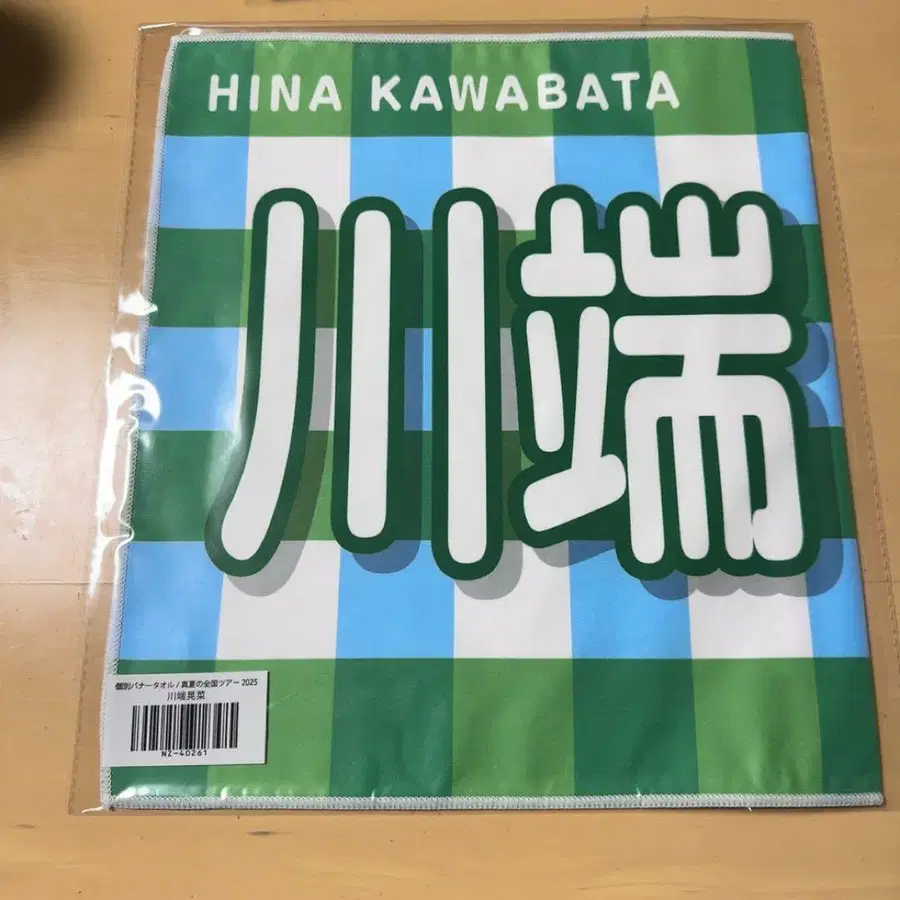 HINA KAWABATA
川端
個別バナータオル / 真夏の全国ツアー 2025
川端晃菜
NZ-40261